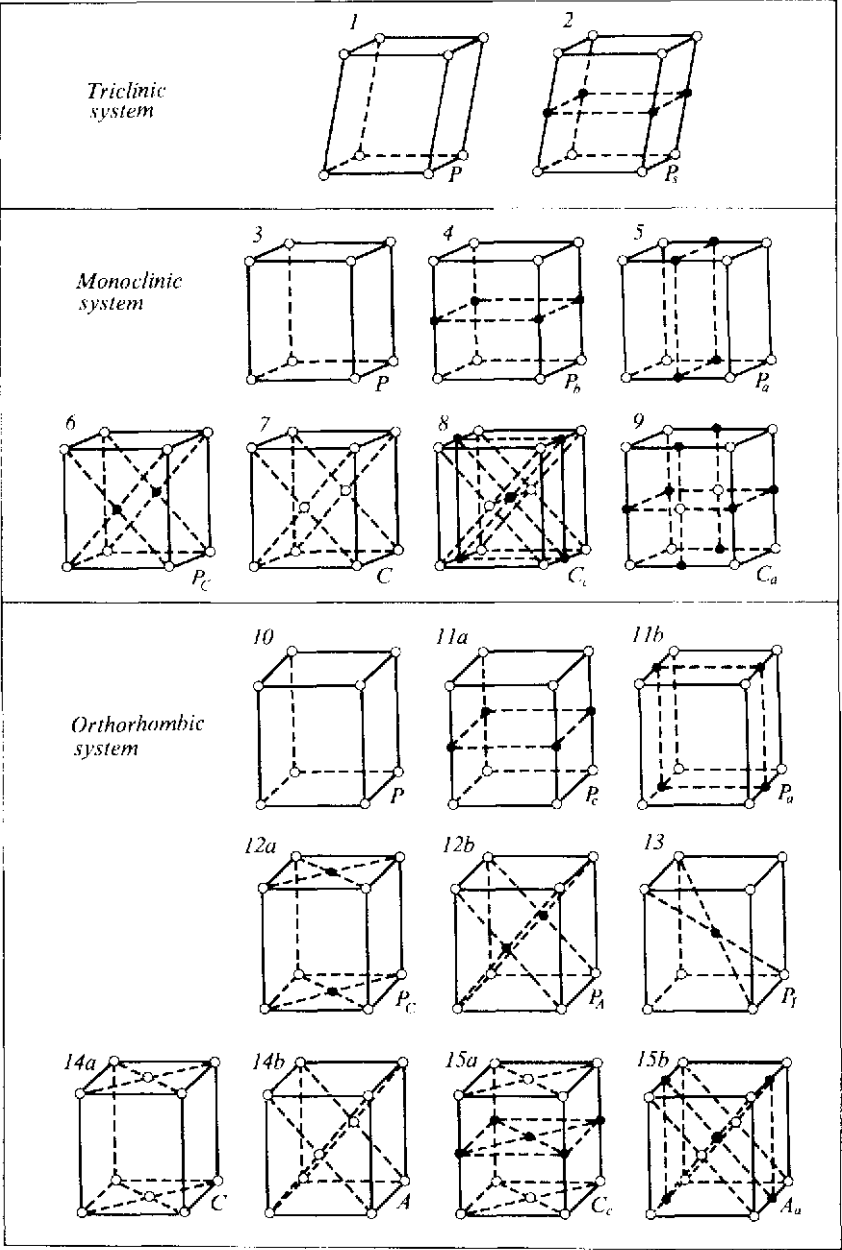 1 2
Triclinic
system
P P_s
3 4 5
Monoclinic
system
P P_b P_a
6 7 8 9
P_C C C_c C_a
10 11a 11b
Orthorhombic
system
P P_c P_a
12a 12b 13
P_C P_A P_I
14a 14b 15a 15b
C A C_c A_a